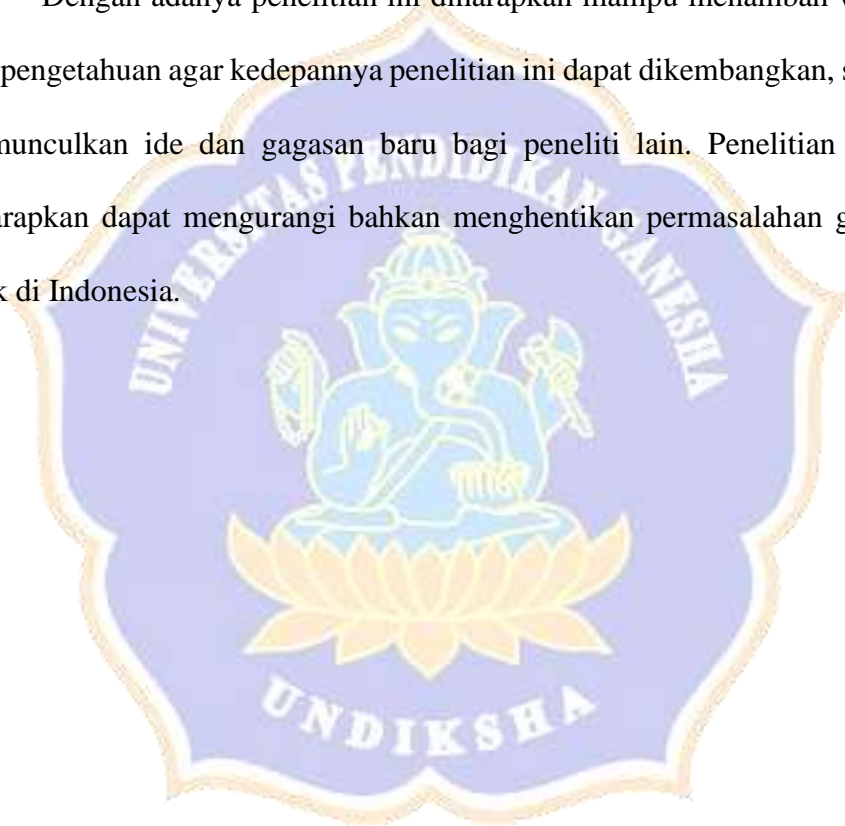 Dengan adanya penelitian ini diharapkan mampu menambah
pengetahuan agar kedepannya penelitian ini dapat dikembangkan,
munculkan ide dan gagasan baru bagi peneliti lain. Penelitian
arapkan dapat mengurangi bahkan menghentikan permasalahan
k di Indonesia.
UNIVERSITAS PENDIDIKAN GANESHA
UNDIKSHA